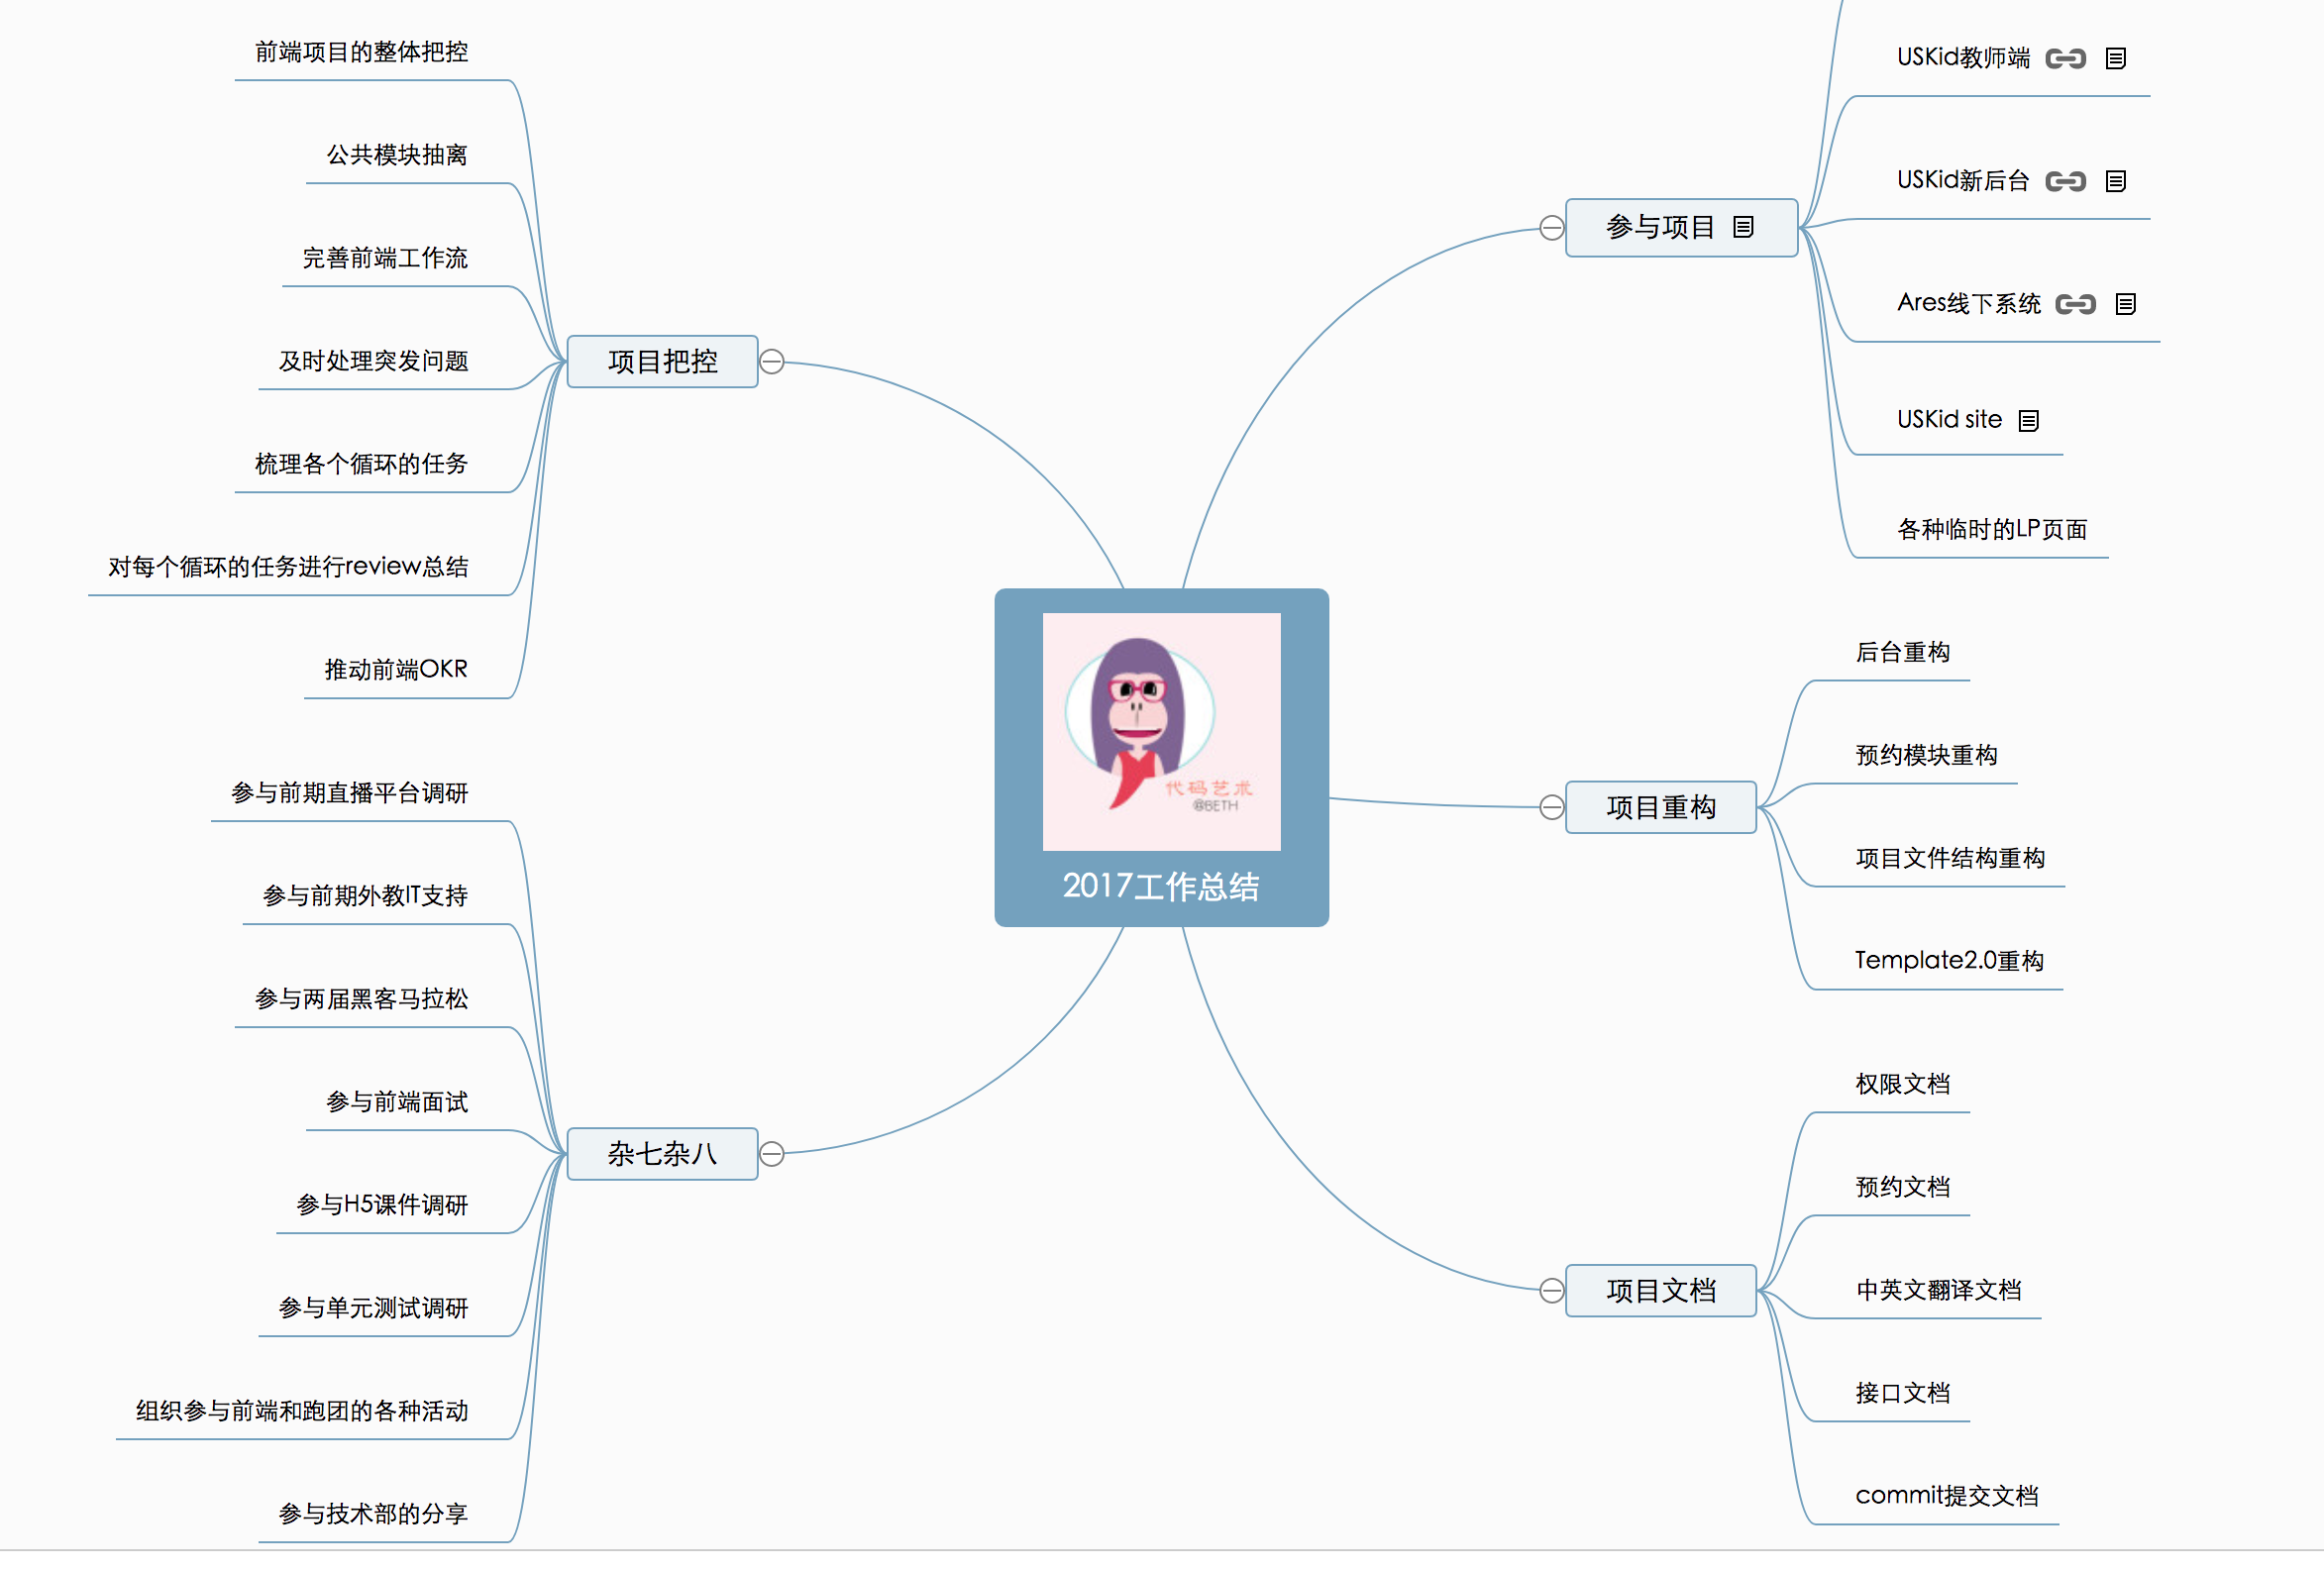 前端项目的整体把控
公共模块抽离
完善前端工作流
及时处理突发问题
梳理各个循环的任务
对每个循环的任务进行review总结
推动前端OKR
项目把控
参与前期直播平台调研
参与前期外教IT支持
参与两届黑客马拉松
参与前端面试
参与H5课件调研
参与单元测试调研
组织参与前端和跑团的各种活动
参与技术部的分享
杂七杂八
代码艺术
@BETH
2017工作总结
参与项目
USKid教师端
USKid新后台
Ares线下系统
USKid site
各种临时的LP页面
项目重构
后台重构
预约模块重构
项目文件结构重构
Template2.0重构
项目文档
权限文档
预约文档
中英文翻译文档
接口文档
commit提交文档